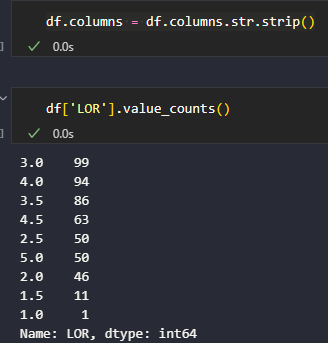 df.columns = df.columns.str.strip()
0.0s
df['LOR'].value_counts()
0.0s
3.0    99
4.0    94
3.5    86
4.5    63
2.5    50
5.0    50
2.0    46
1.5    11
1.0     1
Name: LOR, dtype: int64